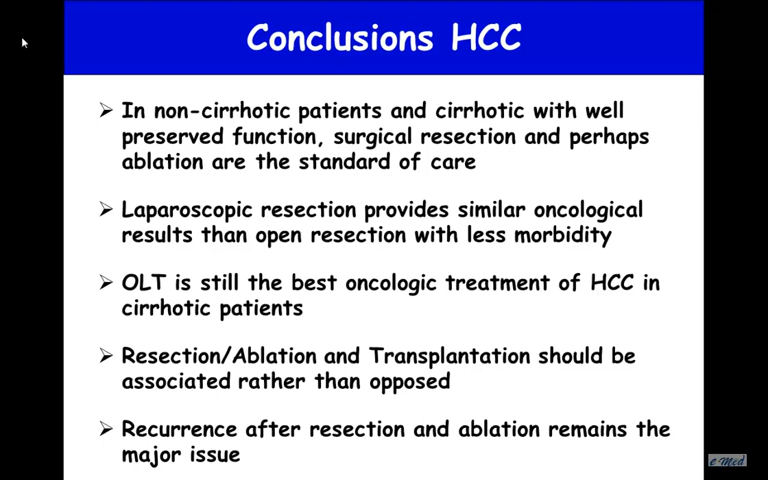 Conclusions HCC
➢ In non-cirrhotic patients and cirrhotic with well
preserved function, surgical resection and perhaps
ablation are the standard of care
➢ Laparoscopic resection provides similar oncological
results than open resection with less morbidity
➢ OLT is still the best oncologic treatment of HCC in
cirrhotic patients
➢ Resection/Ablation and Transplantation should be
associated rather than opposed
➢ Recurrence after resection and ablation remains the
major issue
e-Med